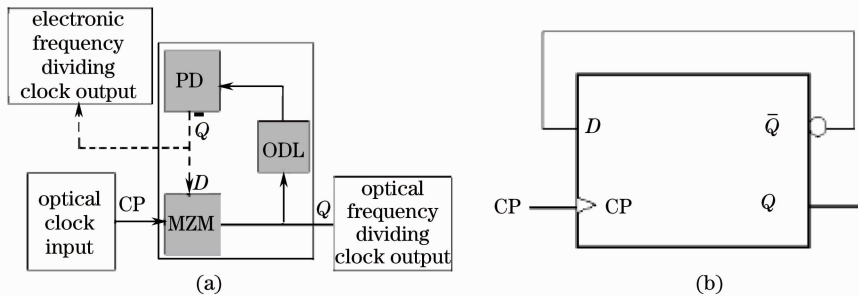 electronic
frequency
dividing
clock output
PD
Q̄
ODL
D
optical
clock
input
CP
MZM
Q
optical
frequency
dividing
clock output
(a)
D
Q̄
CP
CP
Q
(b)